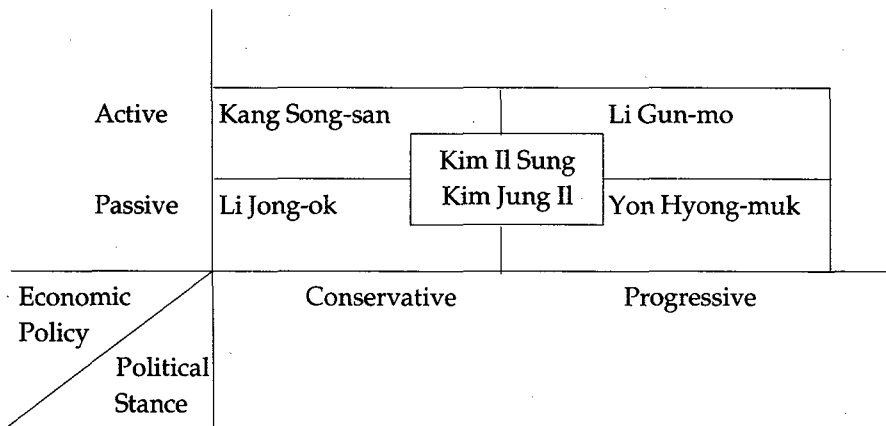 Active
Kang Song-san
Li Gun-mo
Kim Il Sung
Kim Jung Il
Passive
Li Jong-ok
Yon Hyong-muk
Economic
Policy
Conservative
Progressive
Political
Stance